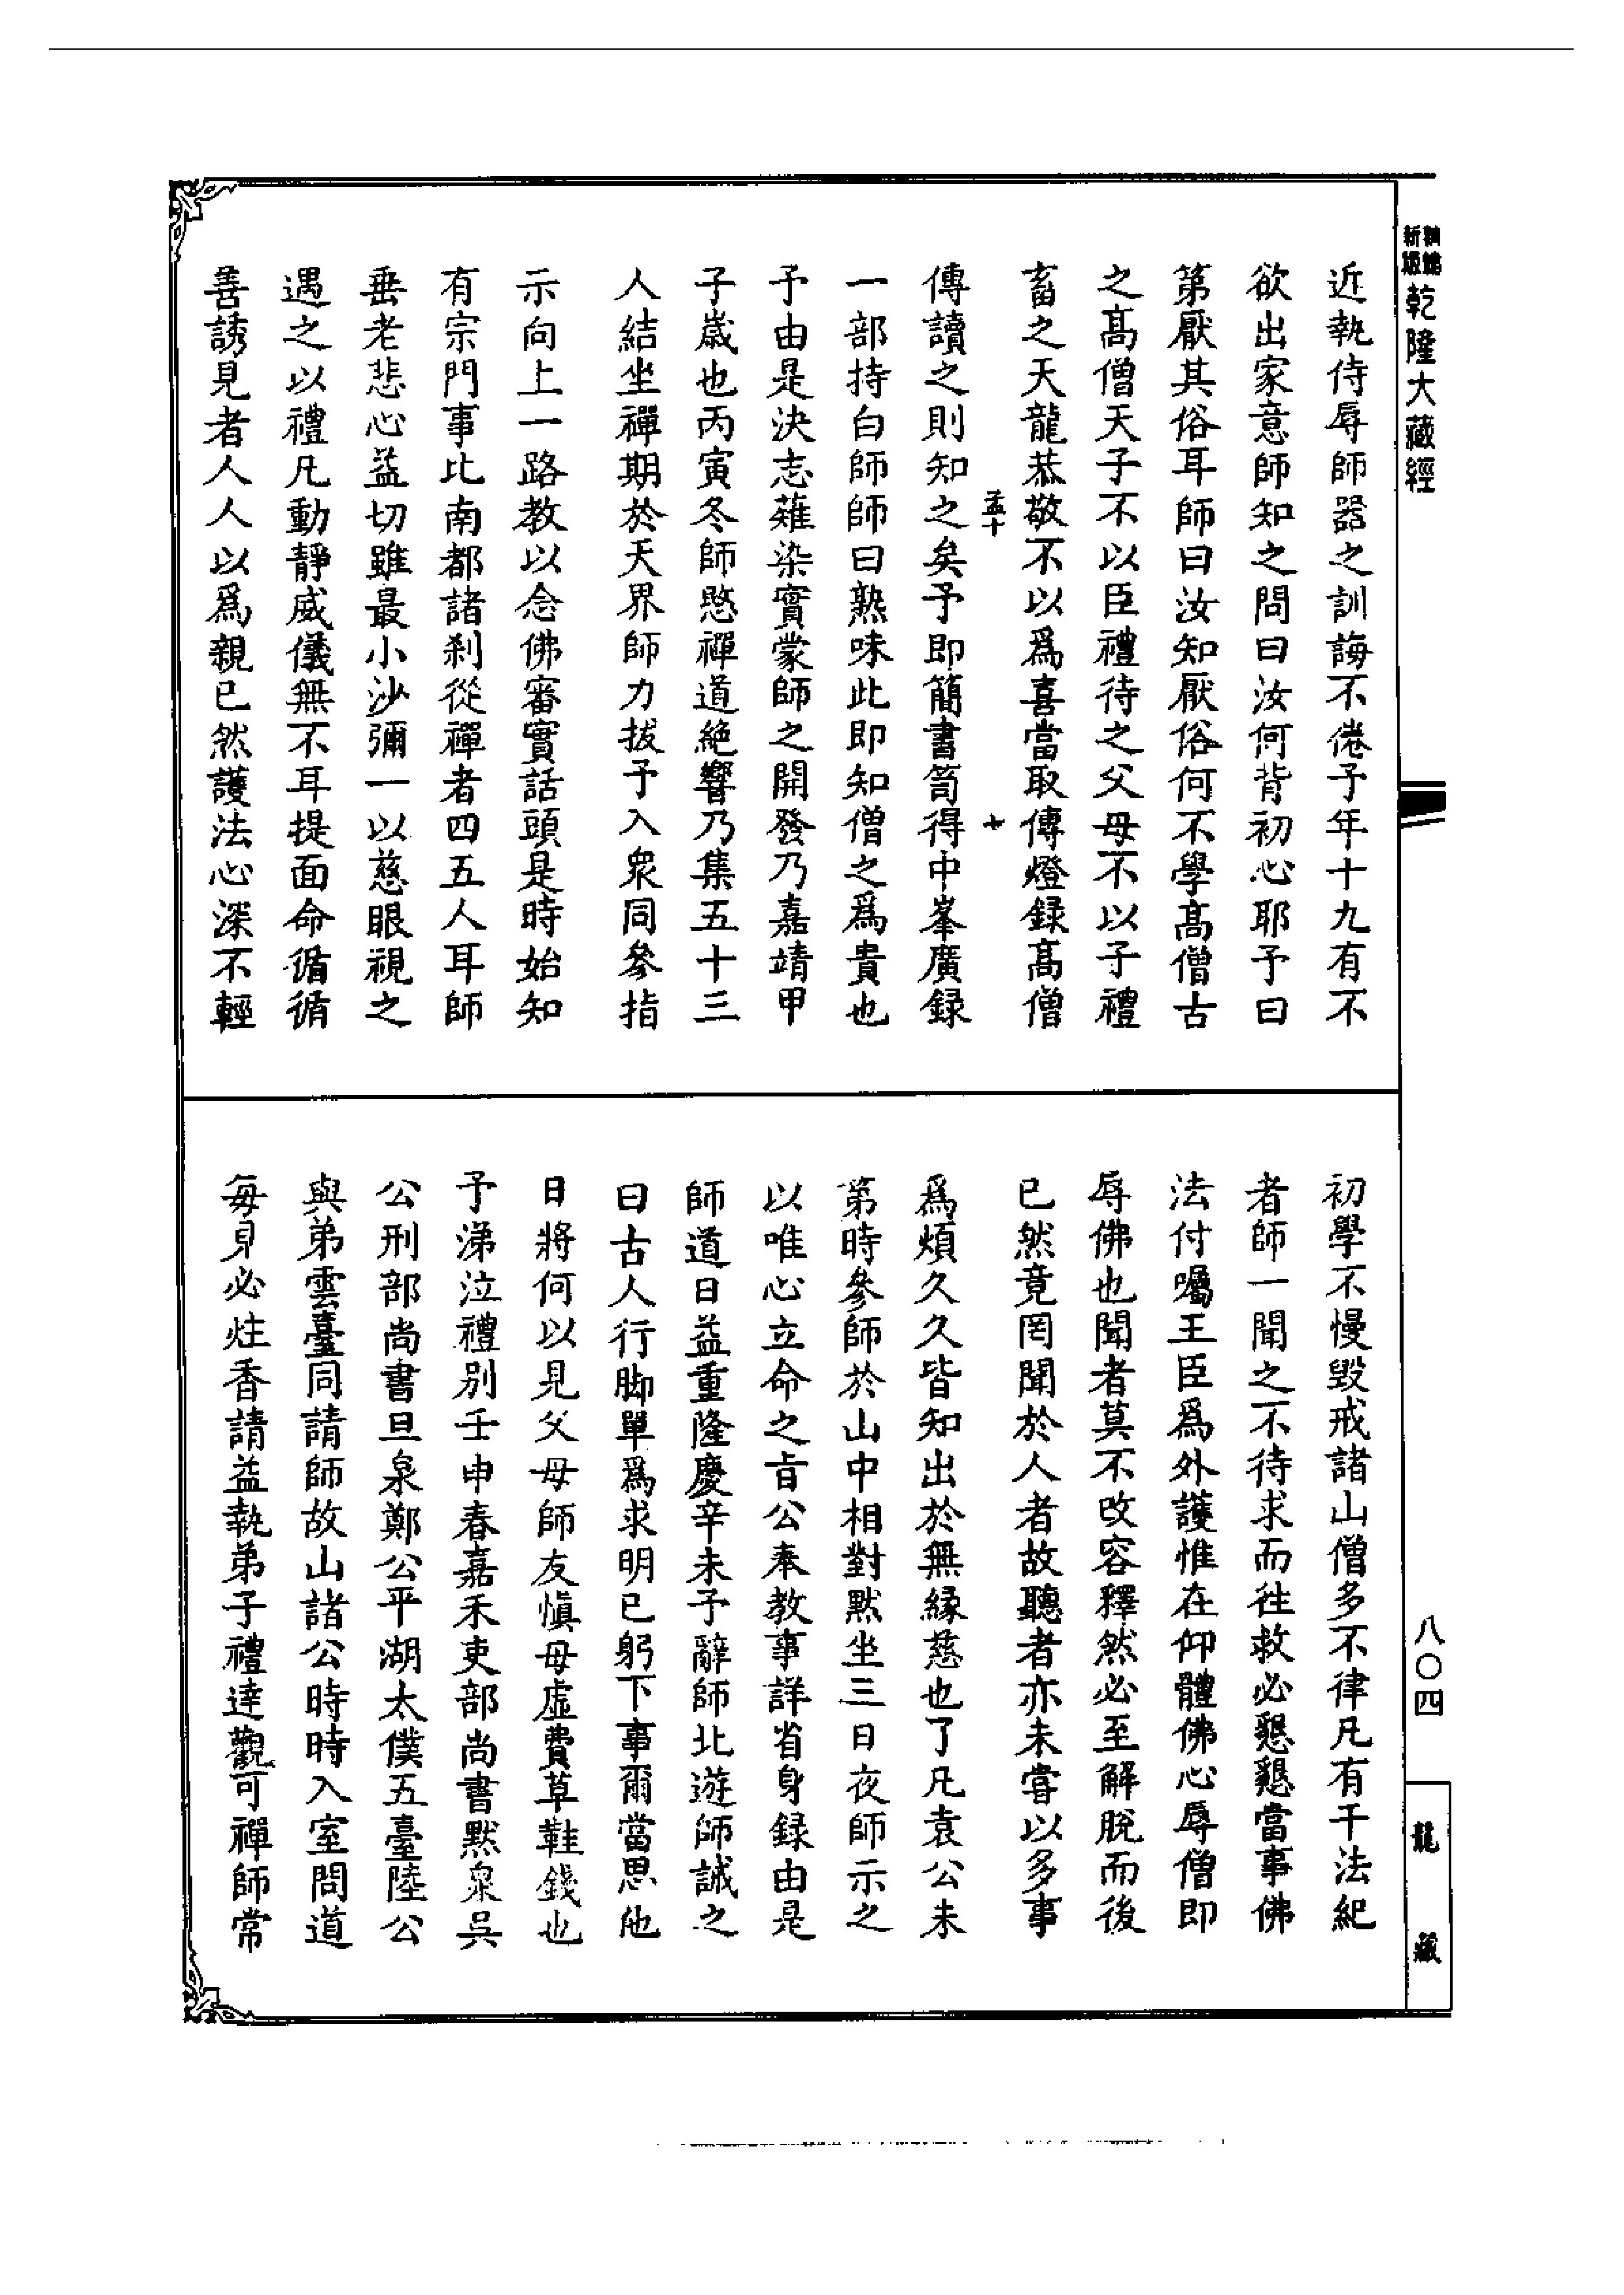 新編縮版乾隆大藏經
近執侍辱師器之訓誨不倦予年十九有不
欲出家意師知之問曰汝何背初心耶予曰
第厭其俗耳師曰汝知厭俗何不學髙僧古
之髙僧天子不以臣禮待之父母不以子禮
畜之天龍恭敬不以爲喜當取傳燈録髙僧
孟十 十
傳讀之則知之矣予即簡書笥得中峯廣録
一部持白師師曰熟味此即知僧之爲貴也
予由是決志薙染實蒙師之開發乃嘉靖甲
子歲也丙寅冬師愍禪道絶響乃集五十三
人結坐禪期於天界師力拔予入衆同參指
示向上一路教以念佛審實話頭是時始知
有宗門事比南都諸刹從禪者四五人耳師
垂老悲心益切雖最小沙彌一以慈眼視之
遇之以禮凡動靜威儀無不耳提面命循循
善誘見者人人以爲親已然護法心深不輕
初學不慢毀戒諸山僧多不律凡有干法紀
者師一聞之不待求而往救必懇懇當事佛
法付囑王臣爲外護惟在仰體佛心辱僧即
辱佛也聞者莫不改容釋然必至解脫而後
已然竟罔聞於人者故聽者亦未嘗以多事
爲煩久久皆知出於無緣慈也了凡袁公未
第時參師於山中相對默坐三日夜師示之
以唯心立命之旨公奉教事詳省身録由是
師道日益重隆慶辛未予辭師北遊師誡之
曰古人行脚單爲求明已躬下事爾當思他
日將何以見父母師友慎毋虛費草鞋錢也
予涕泣禮別壬申春嘉禾吏部尚書默泉吳
公刑部尚書旦泉鄭公平湖太僕五臺陸公
與弟雲臺同請師故山諸公時時入室問道
每見必炷香請益執弟子禮達觀可禪師常
八〇四
龍藏